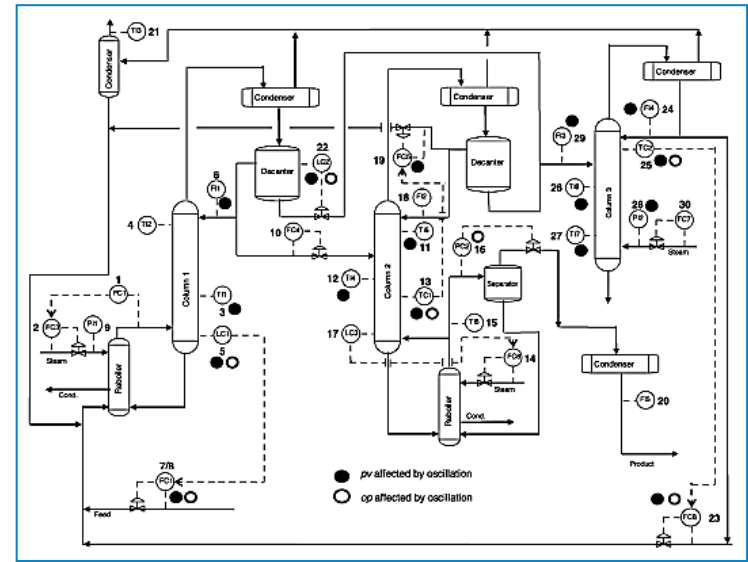 TI3 21
Condenser
Condenser
Condenser
Condenser
FI4 24
22
LC2
Decanter
Decanter
FI3 29
TC2
25
19 FC5
6
FI1
18 FI2
26 TI8
Column 3
28 30
PI2 FC7
Steam
4 TI2
10 FC4
TI5
11
PC2 16
27 TI7
1
PC1
Column 1
TI1
3
12 TI4
Column 2
13
TC1
Separator
2 FC3
PI1 9
LC1
5
17 LC3
TI6 15
FC6 14
Steam
Reboiler
Cond.
Steam
Reboiler
Cond.
Condenser
FI5 20
Product
7/8
FC1
Feed
pv affected by oscillation
op affected by oscillation
FC8 23